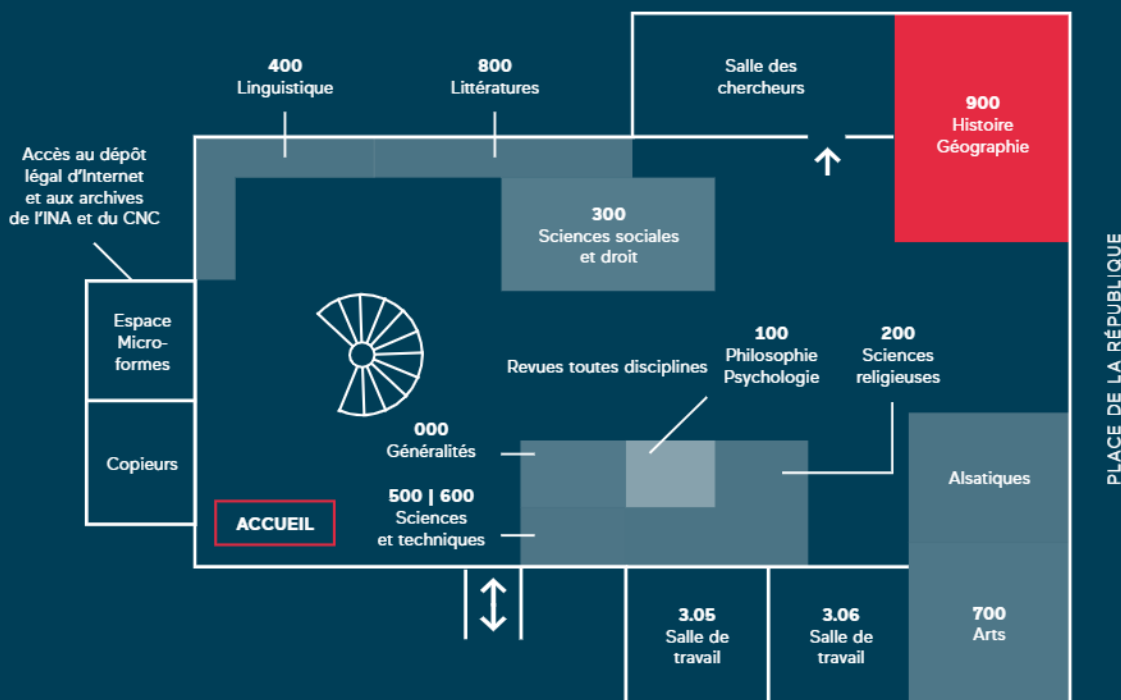 400
Linguistique
800
Littératures
Salle des
chercheurs
900
Histoire
Géographie
Accès au dépôt
légal d'Internet
et aux archives
de l'INA et du CNC
300
Sciences sociales
et droit
PLACE DE LA RÉPUBLIQUE
Espace
Micro-
formes
Revues toutes disciplines
100
Philosophie
Psychologie
200
Sciences
religieuses
000
Généralités
Copieurs
Alsatiques
500 | 600
Sciences
et techniques
ACCUEIL
3.05
Salle de
travail
3.06
Salle de
travail
700
Arts